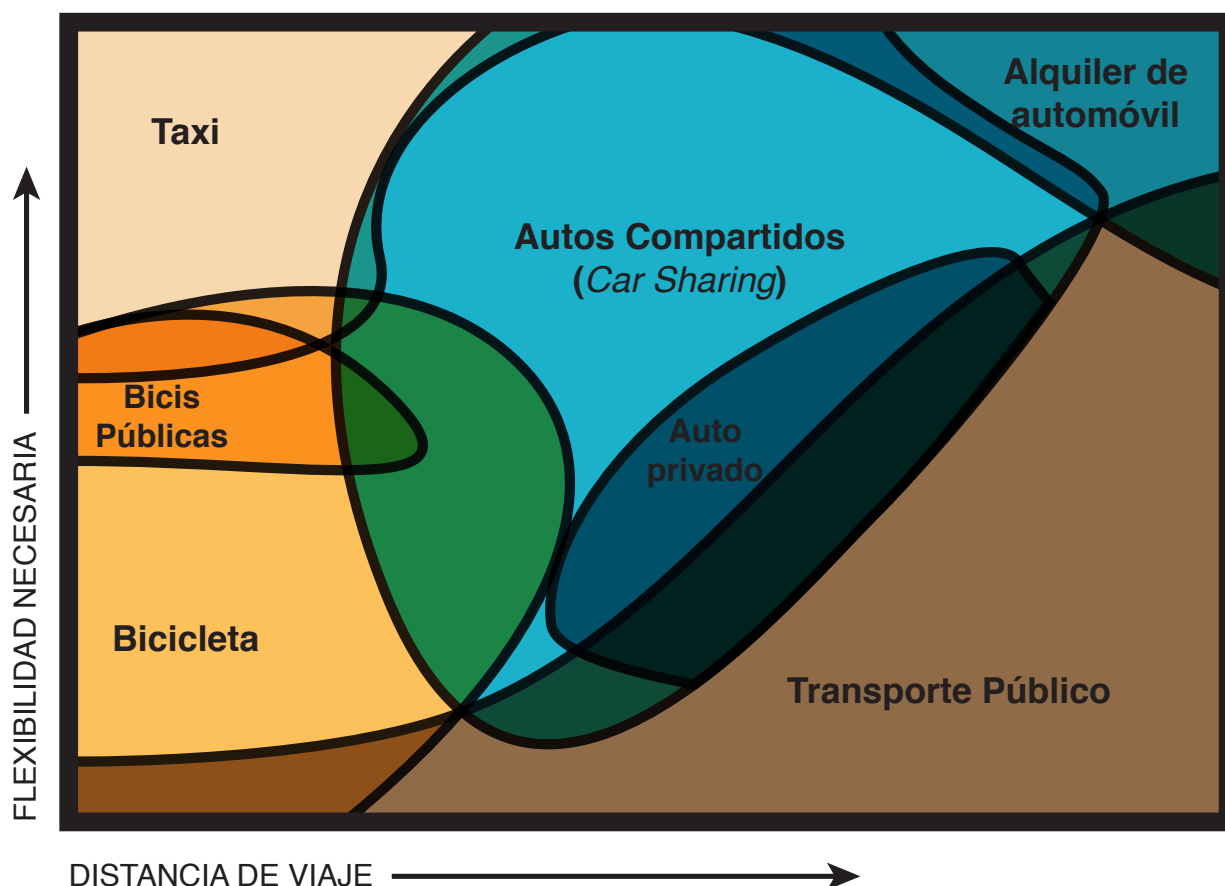 Alquiler de
automóvil
Taxi
Autos Compartidos
(Car Sharing)
Bicis
Públicas
Auto
privado
Bicicleta
Transporte Público
FLEXIBILIDAD NECESARIA
DISTANCIA DE VIAJE